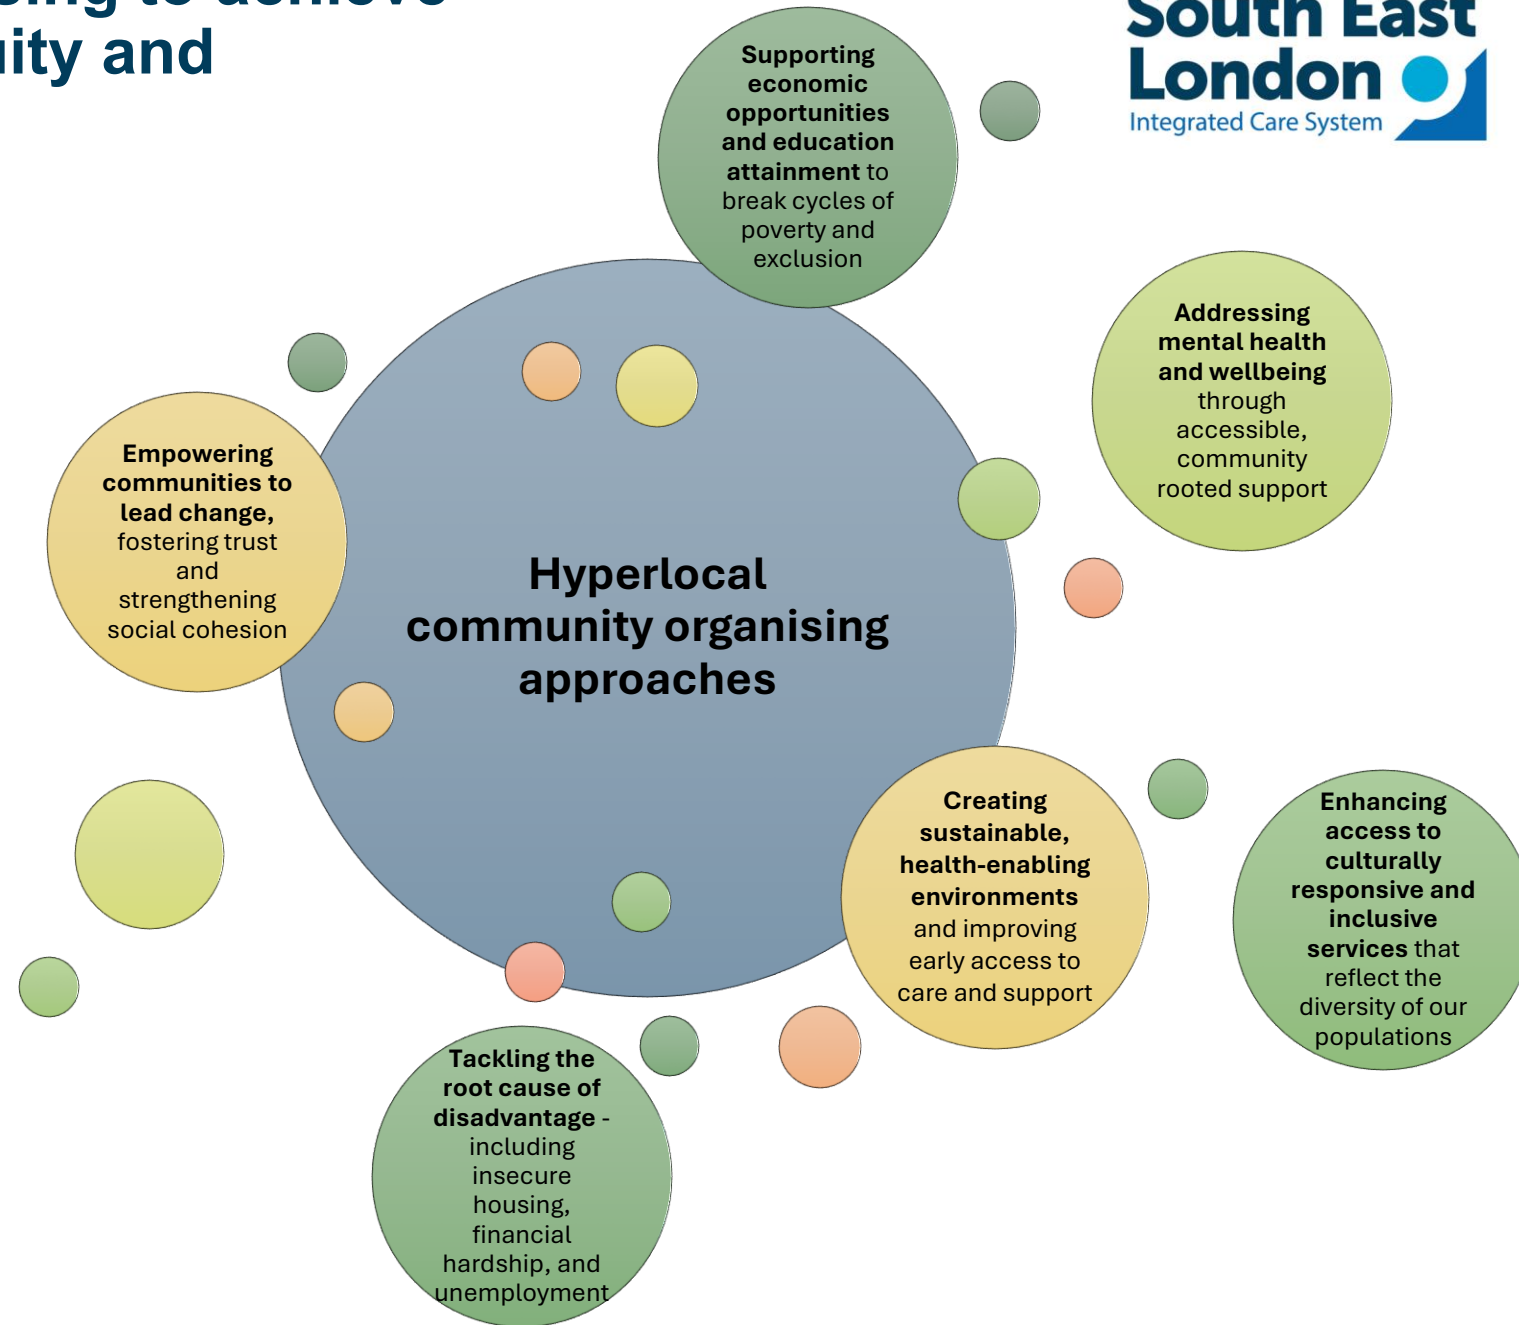 uity and
South East
London
Integrated Care System
Supporting
economic
opportunities
and education
attainment to
break cycles of
poverty and
exclusion
Addressing
mental health
and wellbeing
through
accessible,
community
rooted support
Empowering
communities to
lead change,
fostering trust
and
strengthening
social cohesion
Hyperlocal
community organising
approaches
Creating
sustainable,
health-enabling
environments
and improving
early access to
care and support
Enhancing
access to
culturally
responsive and
inclusive
services that
reflect the
diversity of our
populations
Tackling the
root cause of
disadvantage -
including
insecure
housing,
financial
hardship, and
unemployment